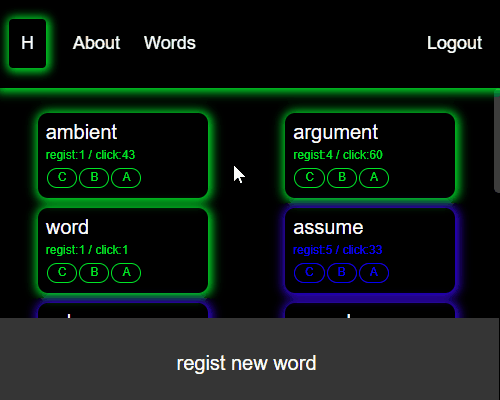 H About Words Logout
ambient
regist:1 / click:43
C B A
argument
regist:4 / click:60
C B A
word
regist:1 / click:1
C B A
assume
regist:5 / click:33
C B A
regist new word